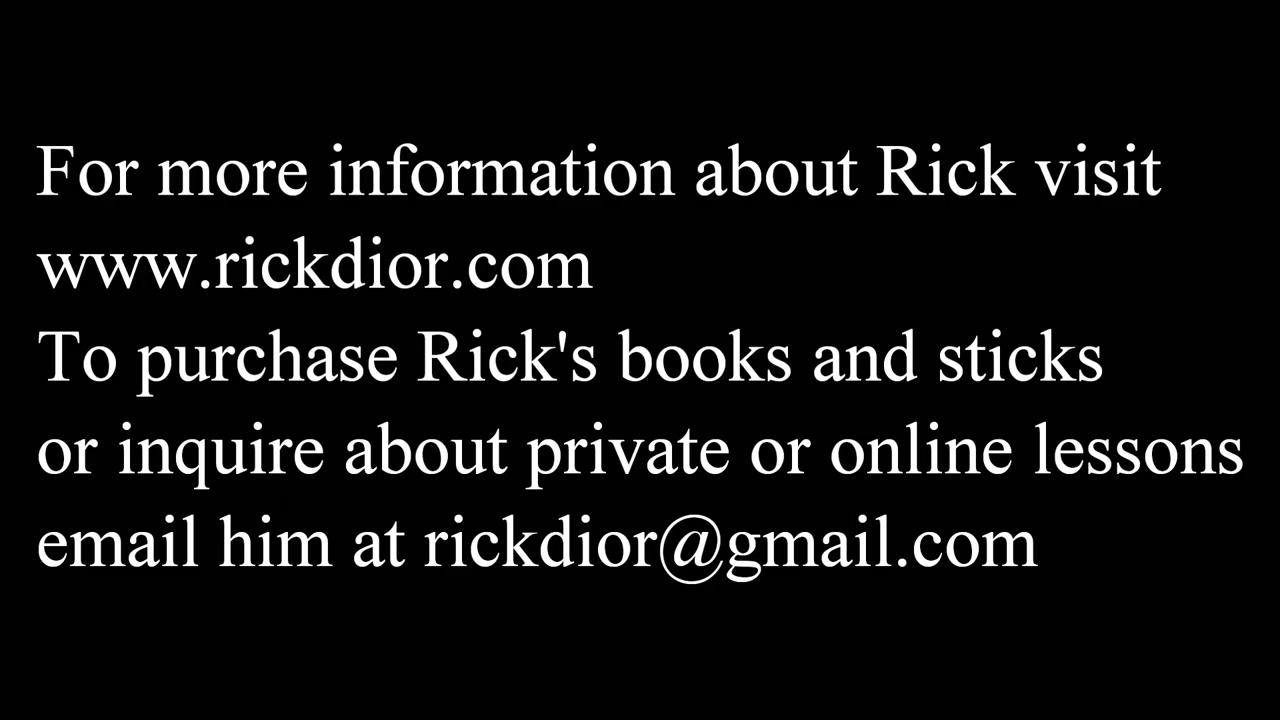 For more information about Rick visit
www.rickdior.com
To purchase Rick's books and sticks
or inquire about private or online lessons
email him at rickdior@gmail.com